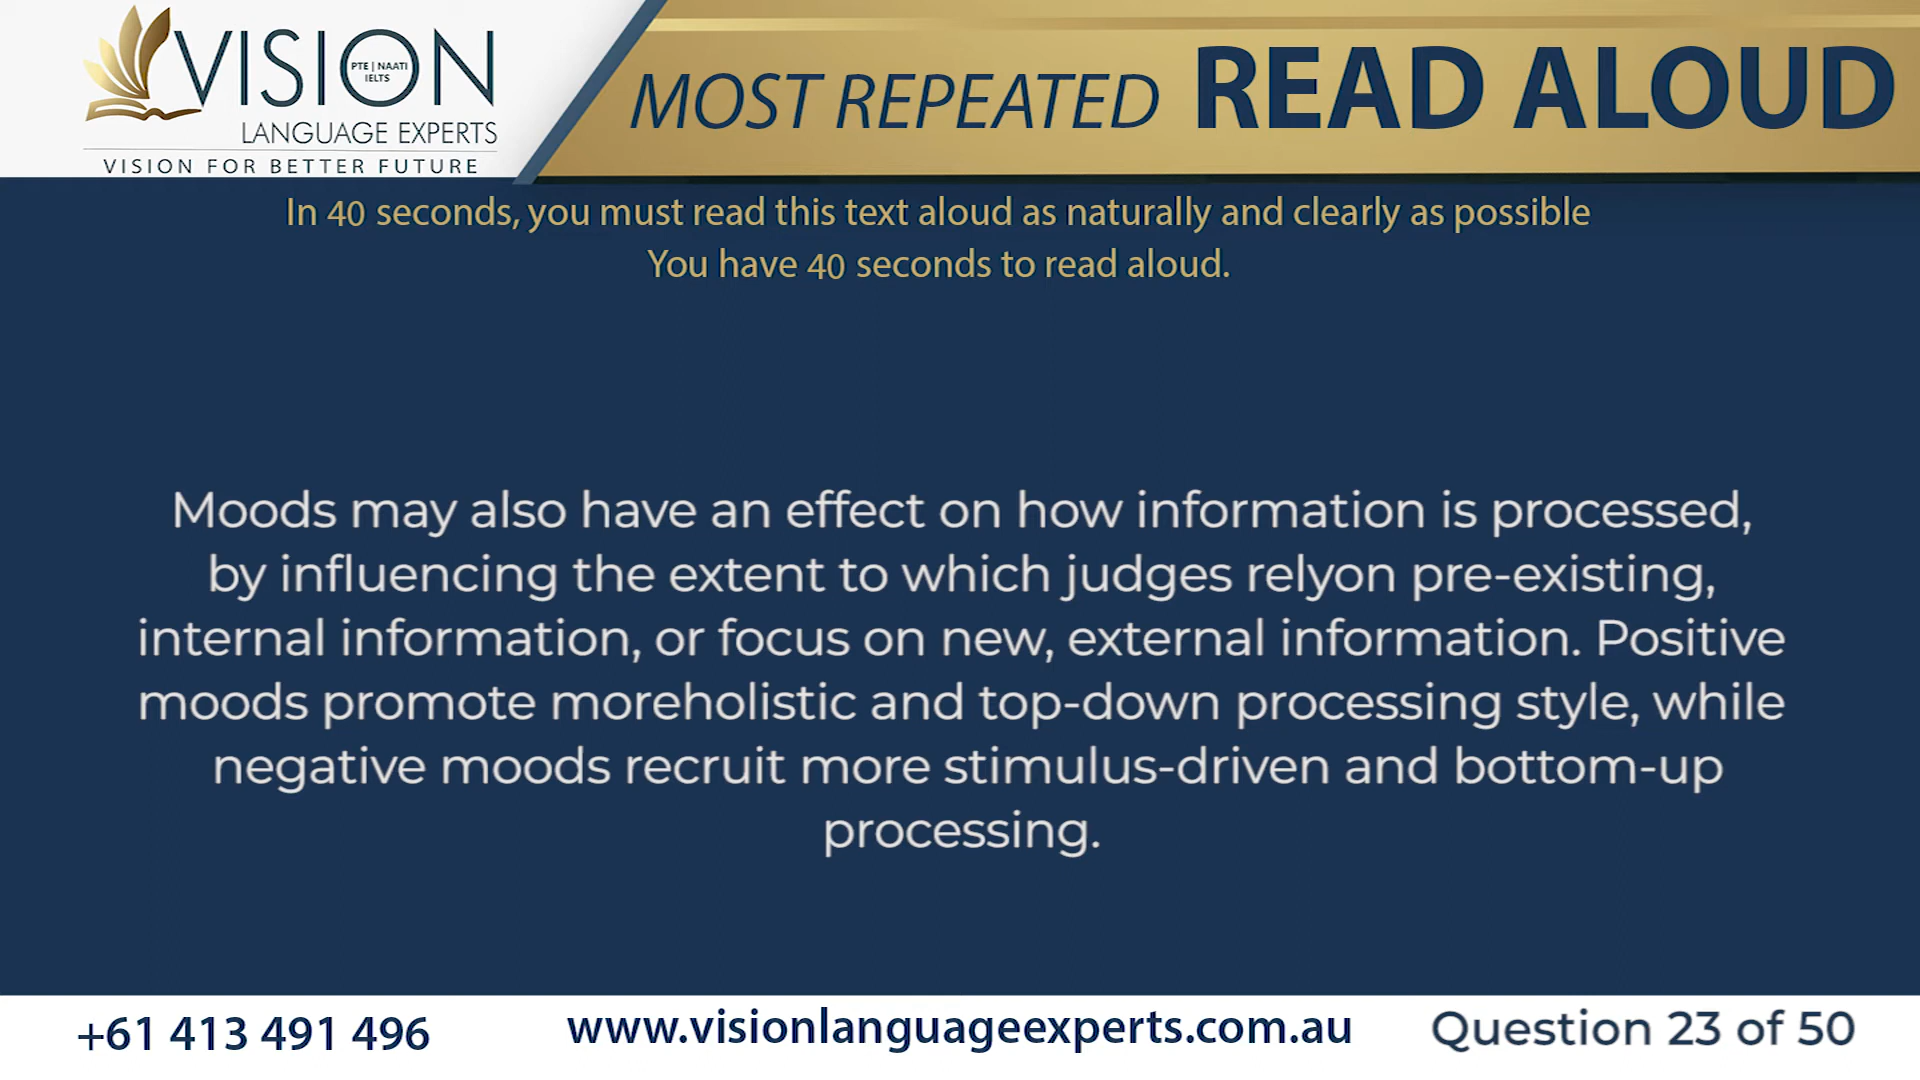 VISION
PTE | NAATI
IELTS
LANGUAGE EXPERTS
VISION FOR BETTER FUTURE
MOST REPEATED READ ALOUD
In 40 seconds, you must read this text aloud as naturally and clearly as possible
You have 40 seconds to read aloud.
Moods may also have an effect on how information is processed,
by influencing the extent to which judges relyon pre-existing,
internal information, or focus on new, external information. Positive
moods promote moreholistic and top-down processing style, while
negative moods recruit more stimulus-driven and bottom-up
processing.
+61 413 491 496
www.visionlanguageexperts.com.au
Question 23 of 50